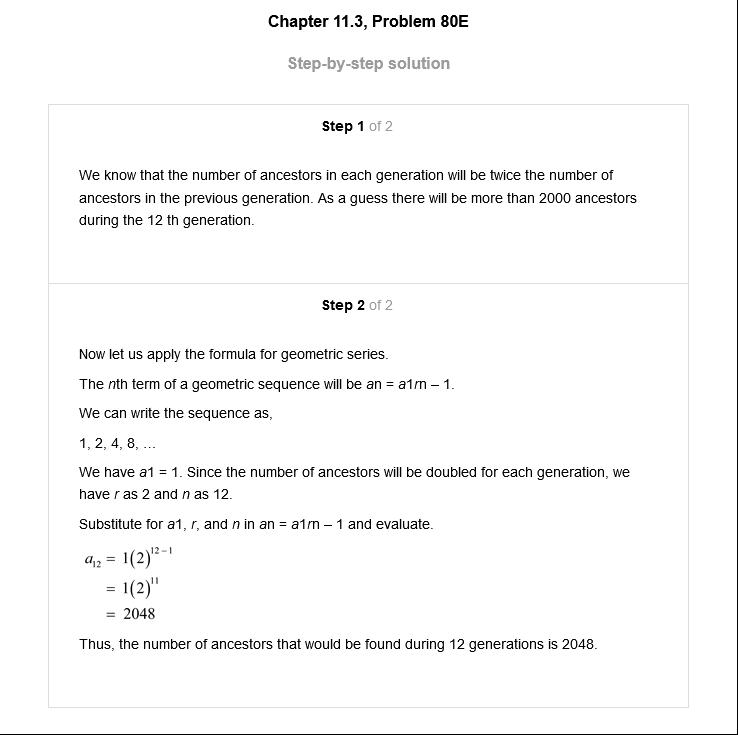 Chapter 11.3, Problem 80E
Step-by-step solution
Step 1 of 2
We know that the number of ancestors in each generation will be twice the number of
ancestors in the previous generation. As a guess there will be more than 2000 ancestors
during the 12 th generation.
Step 2 of 2
Now let us apply the formula for geometric series.
The nth term of a geometric sequence will be an = a1rn – 1.
We can write the sequence as,
1, 2, 4, 8, …
We have a1 = 1. Since the number of ancestors will be doubled for each generation, we
have r as 2 and n as 12.
Substitute for a1, r, and n in an = a1rn – 1 and evaluate.
a₁₂ = 1(2)¹²⁻¹
= 1(2)¹¹
= 2048
Thus, the number of ancestors that would be found during 12 generations is 2048.